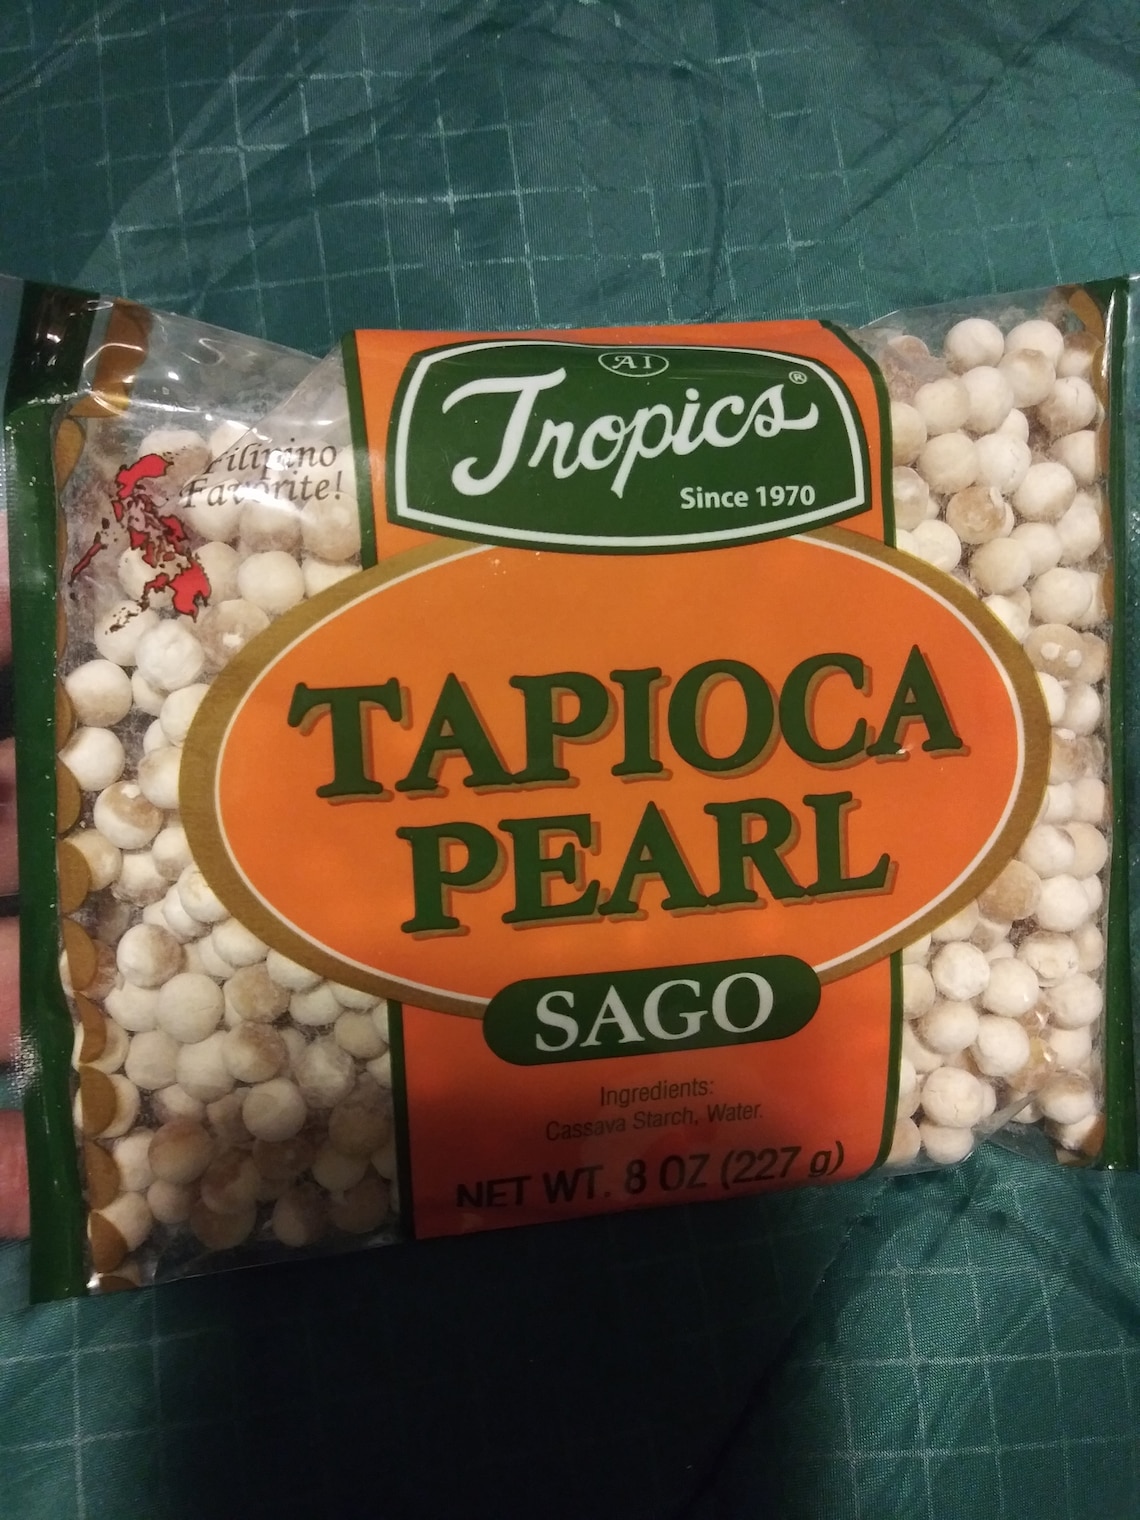 AI
Tropics®
Since 1970
Filipino
Favorite!
TAPIOCA
PEARL
SAGO
Ingredients:
Cassava Starch, Water.
NET WT. 8 OZ (227 g)